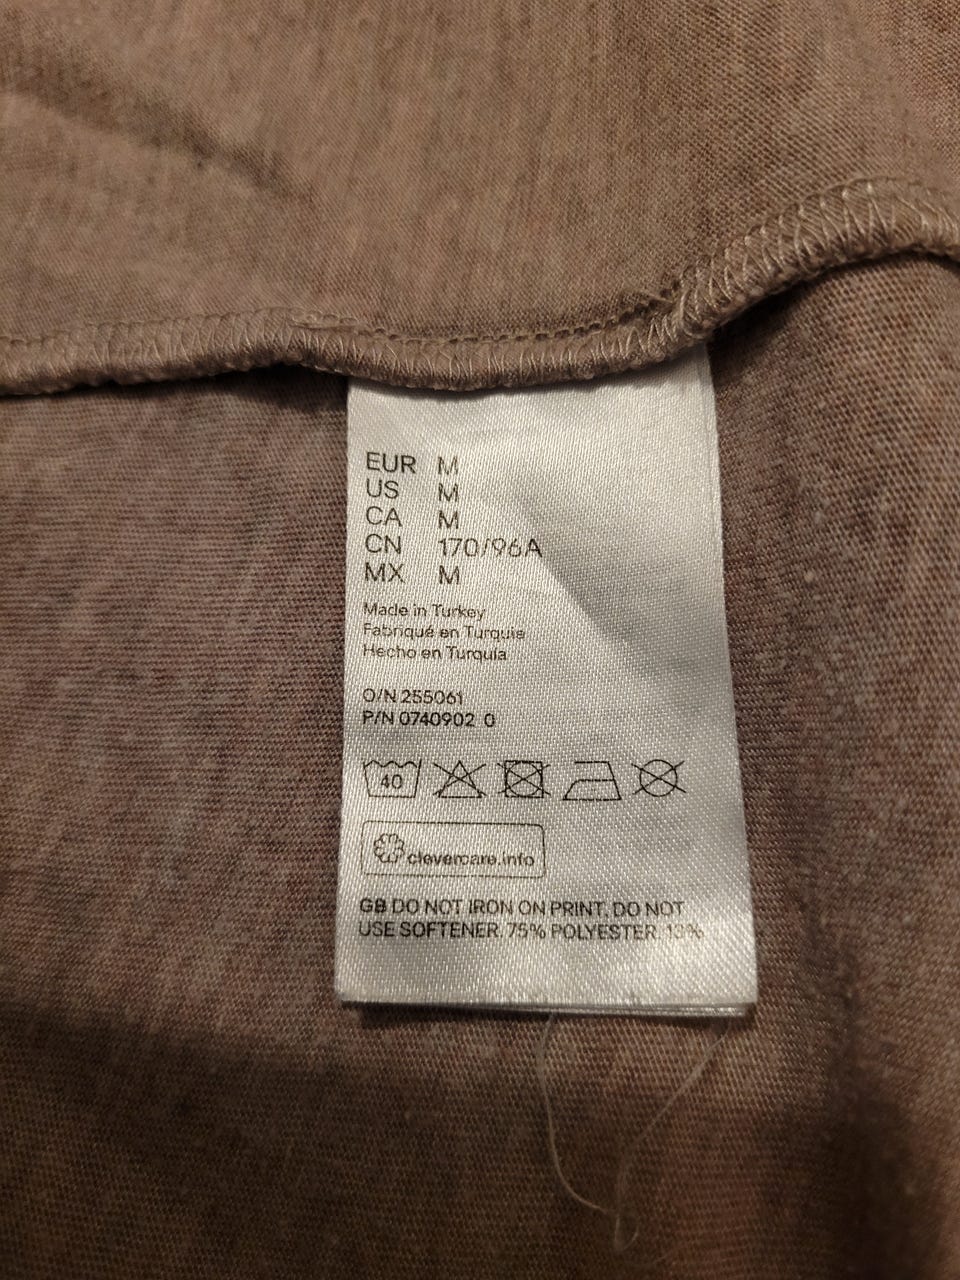 EUR M
US M
CA M
CN 170/96A
MX M
Made in Turkey
Fabriqué en Turquie
Hecho en Turquía
O/N 255061
P/N 0740902 0
40
clevercare.info
GB DO NOT IRON ON PRINT. DO NOT
USE SOFTENER. 75% POLYESTER. 13%